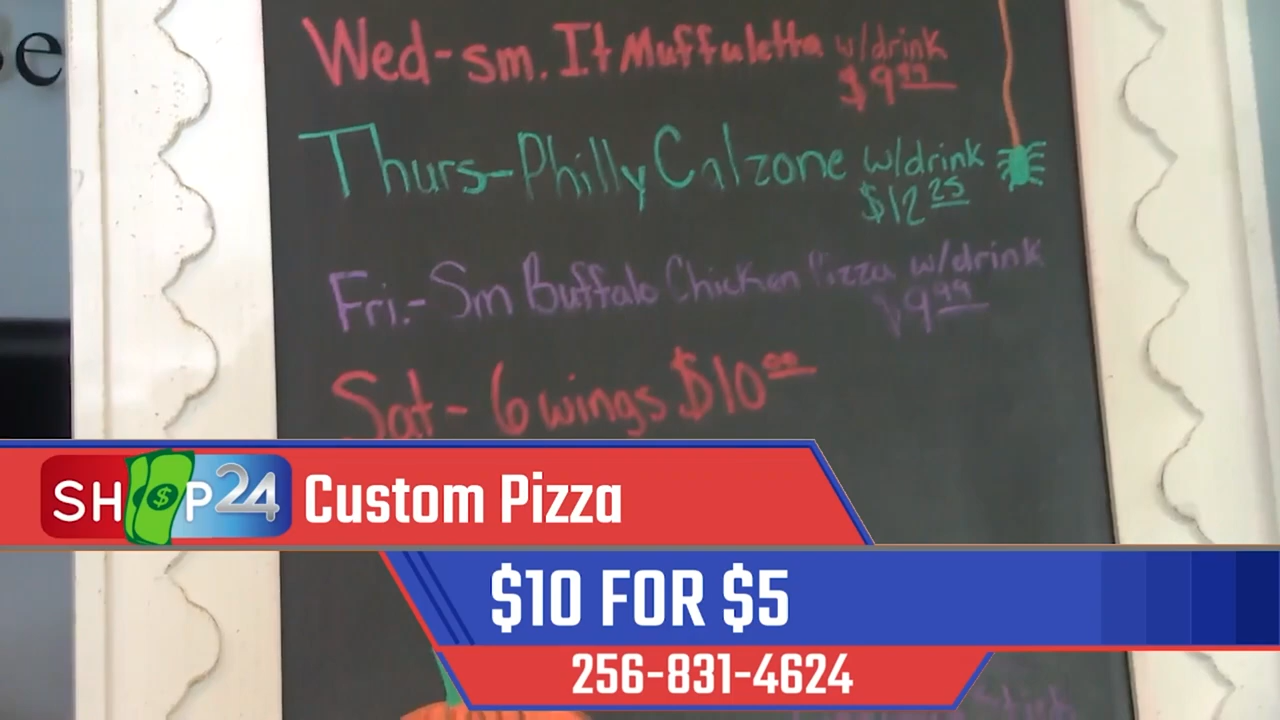 Wed-sm. It Muffuletta w/drink
$9.99
Thurs-Philly Calzone w/drink
$12 25
Fri.- Sm Buffalo Chicken Pizza w/drink
$9.99
Sat- 6 wings $10.00
SHOP24 Custom Pizza
$10 FOR $5
256-831-4624